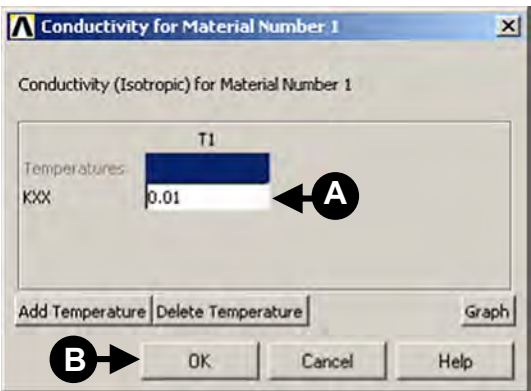 Conductivity for Material Number 1
Conductivity (Isotropic) for Material Number 1
T1
Temperatures
KXX 0.01
A
Add Temperature Delete Temperature Graph
B OK Cancel Help